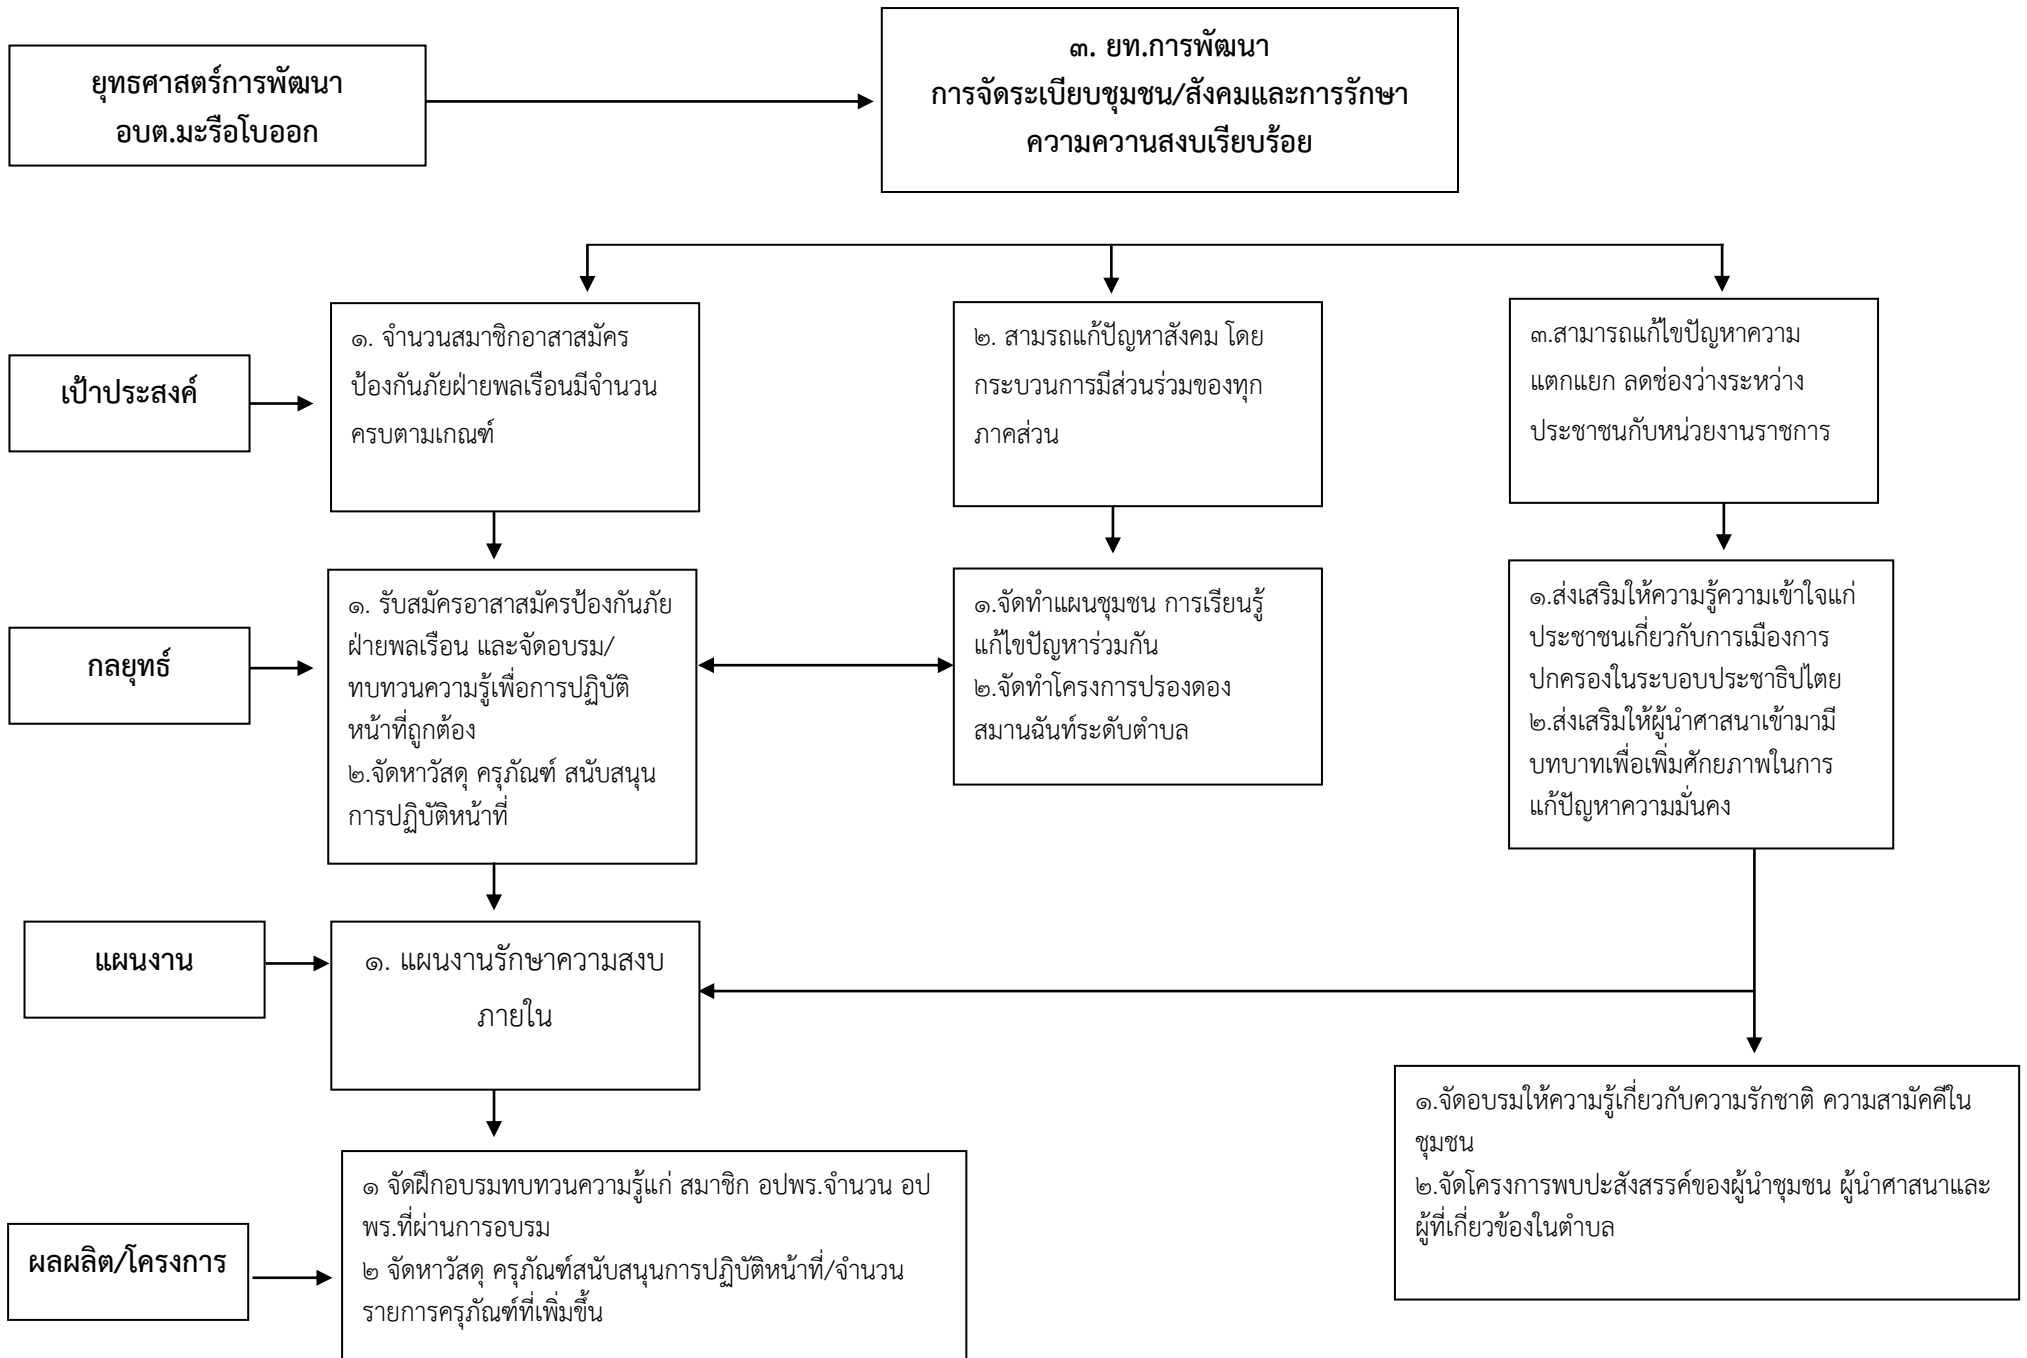 ยุทธศาสตร์การพัฒนา
อบต.มะรือโบออก
๓. ยท.การพัฒนา
การจัดระเบียบชุมชน/สังคมและการรักษา
ความควานสงบเรียบร้อย
เป้าประสงค์
๑. จำนวนสมาชิกอาสาสมัคร
ป้องกันภัยฝ่ายพลเรือนมีจำนวน
ครบตามเกณฑ์
๒. สามรถแก้ปัญหาสังคม โดย
กระบวนการมีส่วนร่วมของทุก
ภาคส่วน
๓.สามารถแก้ไขปัญหาความ
แตกแยก ลดช่องว่างระหว่าง
ประชาชนกับหน่วยงานราชการ
กลยุทธ์
๑. รับสมัครอาสาสมัครป้องกันภัย
ฝ่ายพลเรือน และจัดอบรม/
ทบทวนความรู้เพื่อการปฏิบัติ
หน้าที่ถูกต้อง
๒.จัดหาวัสดุ ครุภัณฑ์ สนับสนุน
การปฏิบัติหน้าที่
๑.จัดทำแผนชุมชน การเรียนรู้
แก้ไขปัญหาร่วมกัน
๒.จัดทำโครงการปรองดอง
สมานฉันท์ระดับตำบล
๑.ส่งเสริมให้ความรู้ความเข้าใจแก่
ประชาชนเกี่ยวกับการเมืองการ
ปกครองในระบอบประชาธิปไตย
๒.ส่งเสริมให้ผู้นำศาสนาเข้ามามี
บทบาทเพื่อเพิ่มศักยภาพในการ
แก้ปัญหาความมั่นคง
แผนงาน
๑. แผนงานรักษาความสงบ
ภายใน
ผลผลิต/โครงการ
๑ จัดฝึกอบรมทบทวนความรู้แก่ สมาชิก อปพร.จำนวน อป
พร.ที่ผ่านการอบรม
๒ จัดหาวัสดุ ครุภัณฑ์สนับสนุนการปฏิบัติหน้าที่/จำนวน
รายการครุภัณฑ์ที่เพิ่มขึ้น
๑.จัดอบรมให้ความรู้เกี่ยวกับความรักชาติ ความสามัคคีใน
ชุมชน
๒.จัดโครงการพบปะสังสรรค์ของผู้นำชุมชน ผู้นำศาสนาและ
ผู้ที่เกี่ยวข้องในตำบล